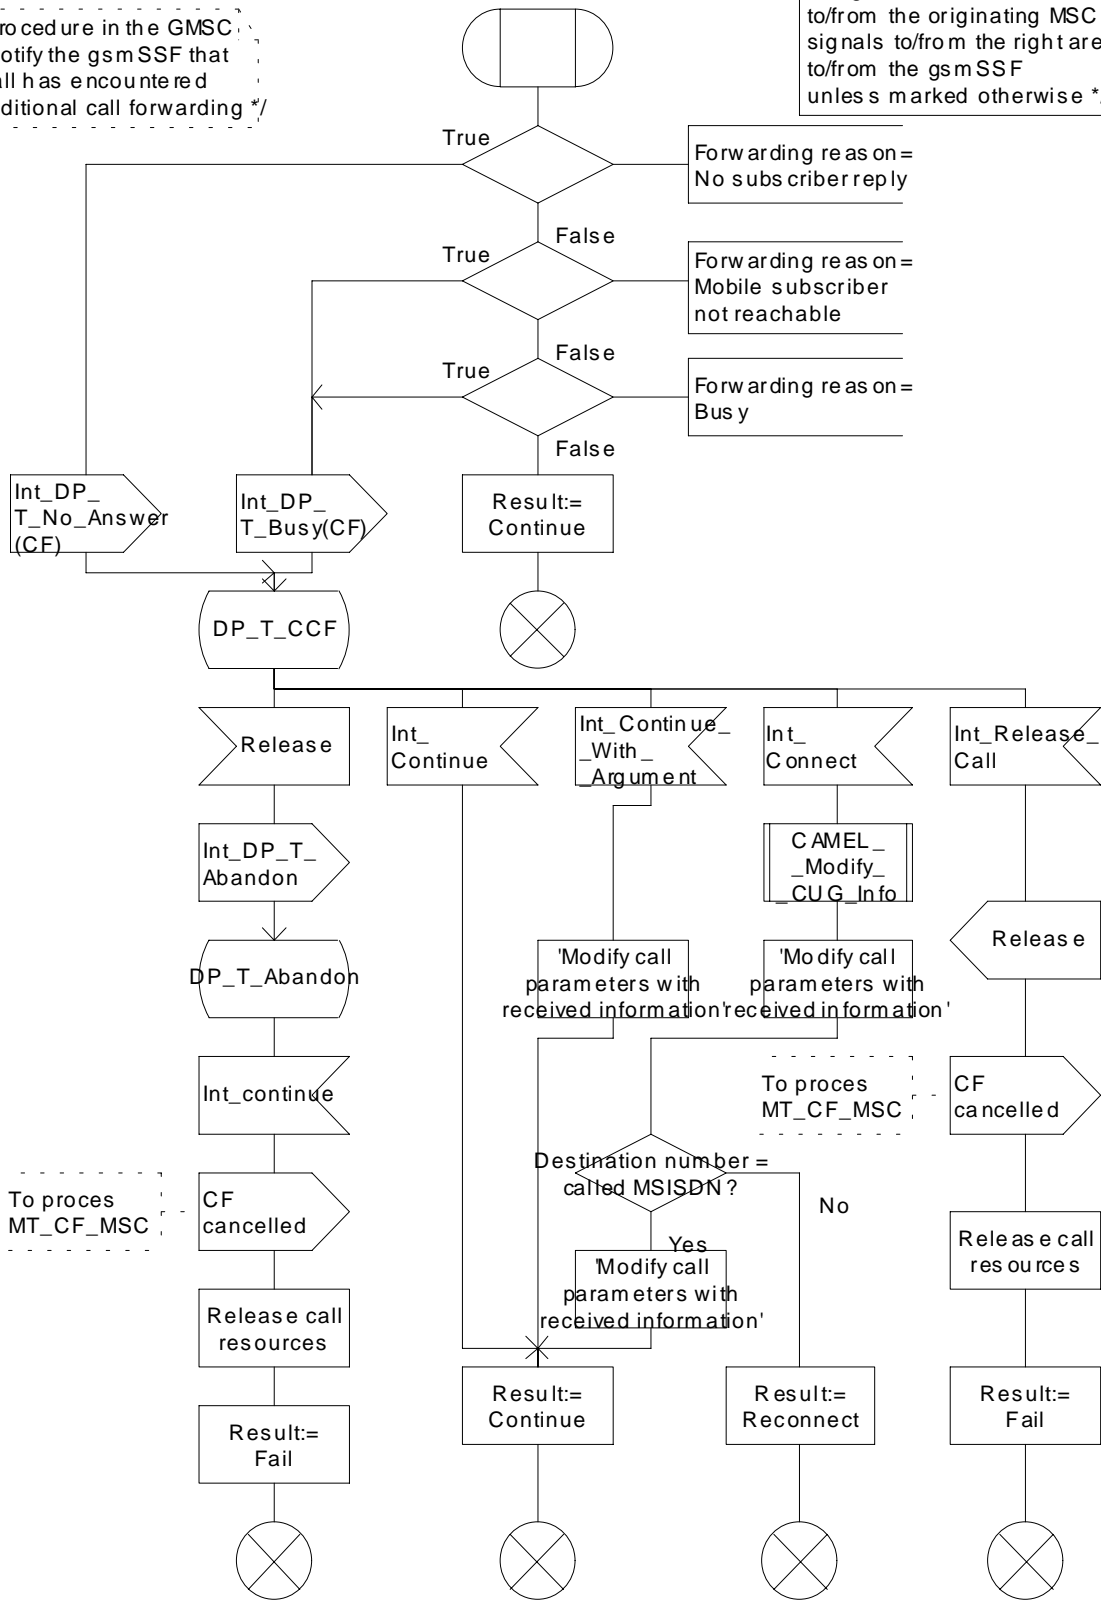 rocedure in the GMSC
otify the gsmSSF that
all has encountered
ditional call forwarding */
to/from the originating MSC
signals to/from the right are
to/from the gsmSSF
unless marked otherwise *
True
Forwarding reason=
No subscriber reply
False
True
Forwarding reason=
Mobile subscriber
not reachable
False
True
Forwarding reason=
Busy
False
Int_DP_
T_No_Answer
(CF)
Int_DP_
T_Busy(CF)
Result:=
Continue
DP_T_CCF
Release
Int_
Continue
Int_Continue_
_With_
_Argument
Int_
Connect
Int_Release_
Call
Int_DP_T_
Abandon
CAMEL_
_Modify_
_CUG_Info
Release
DP_T_Abandon
'Modify call
parameters with
received information'
'Modify call
parameters with
received information'
Int_continue
To proces
MT_CF_MSC
CF
cancelled
To proces
MT_CF_MSC
CF
cancelled
Destination number =
called MSISDN?
No
Yes
'Modify call
parameters with
received information'
Release call
resources
Release call
resources
Result:=
Fail
Result:=
Continue
Result:=
Reconnect
Result:=
Fail